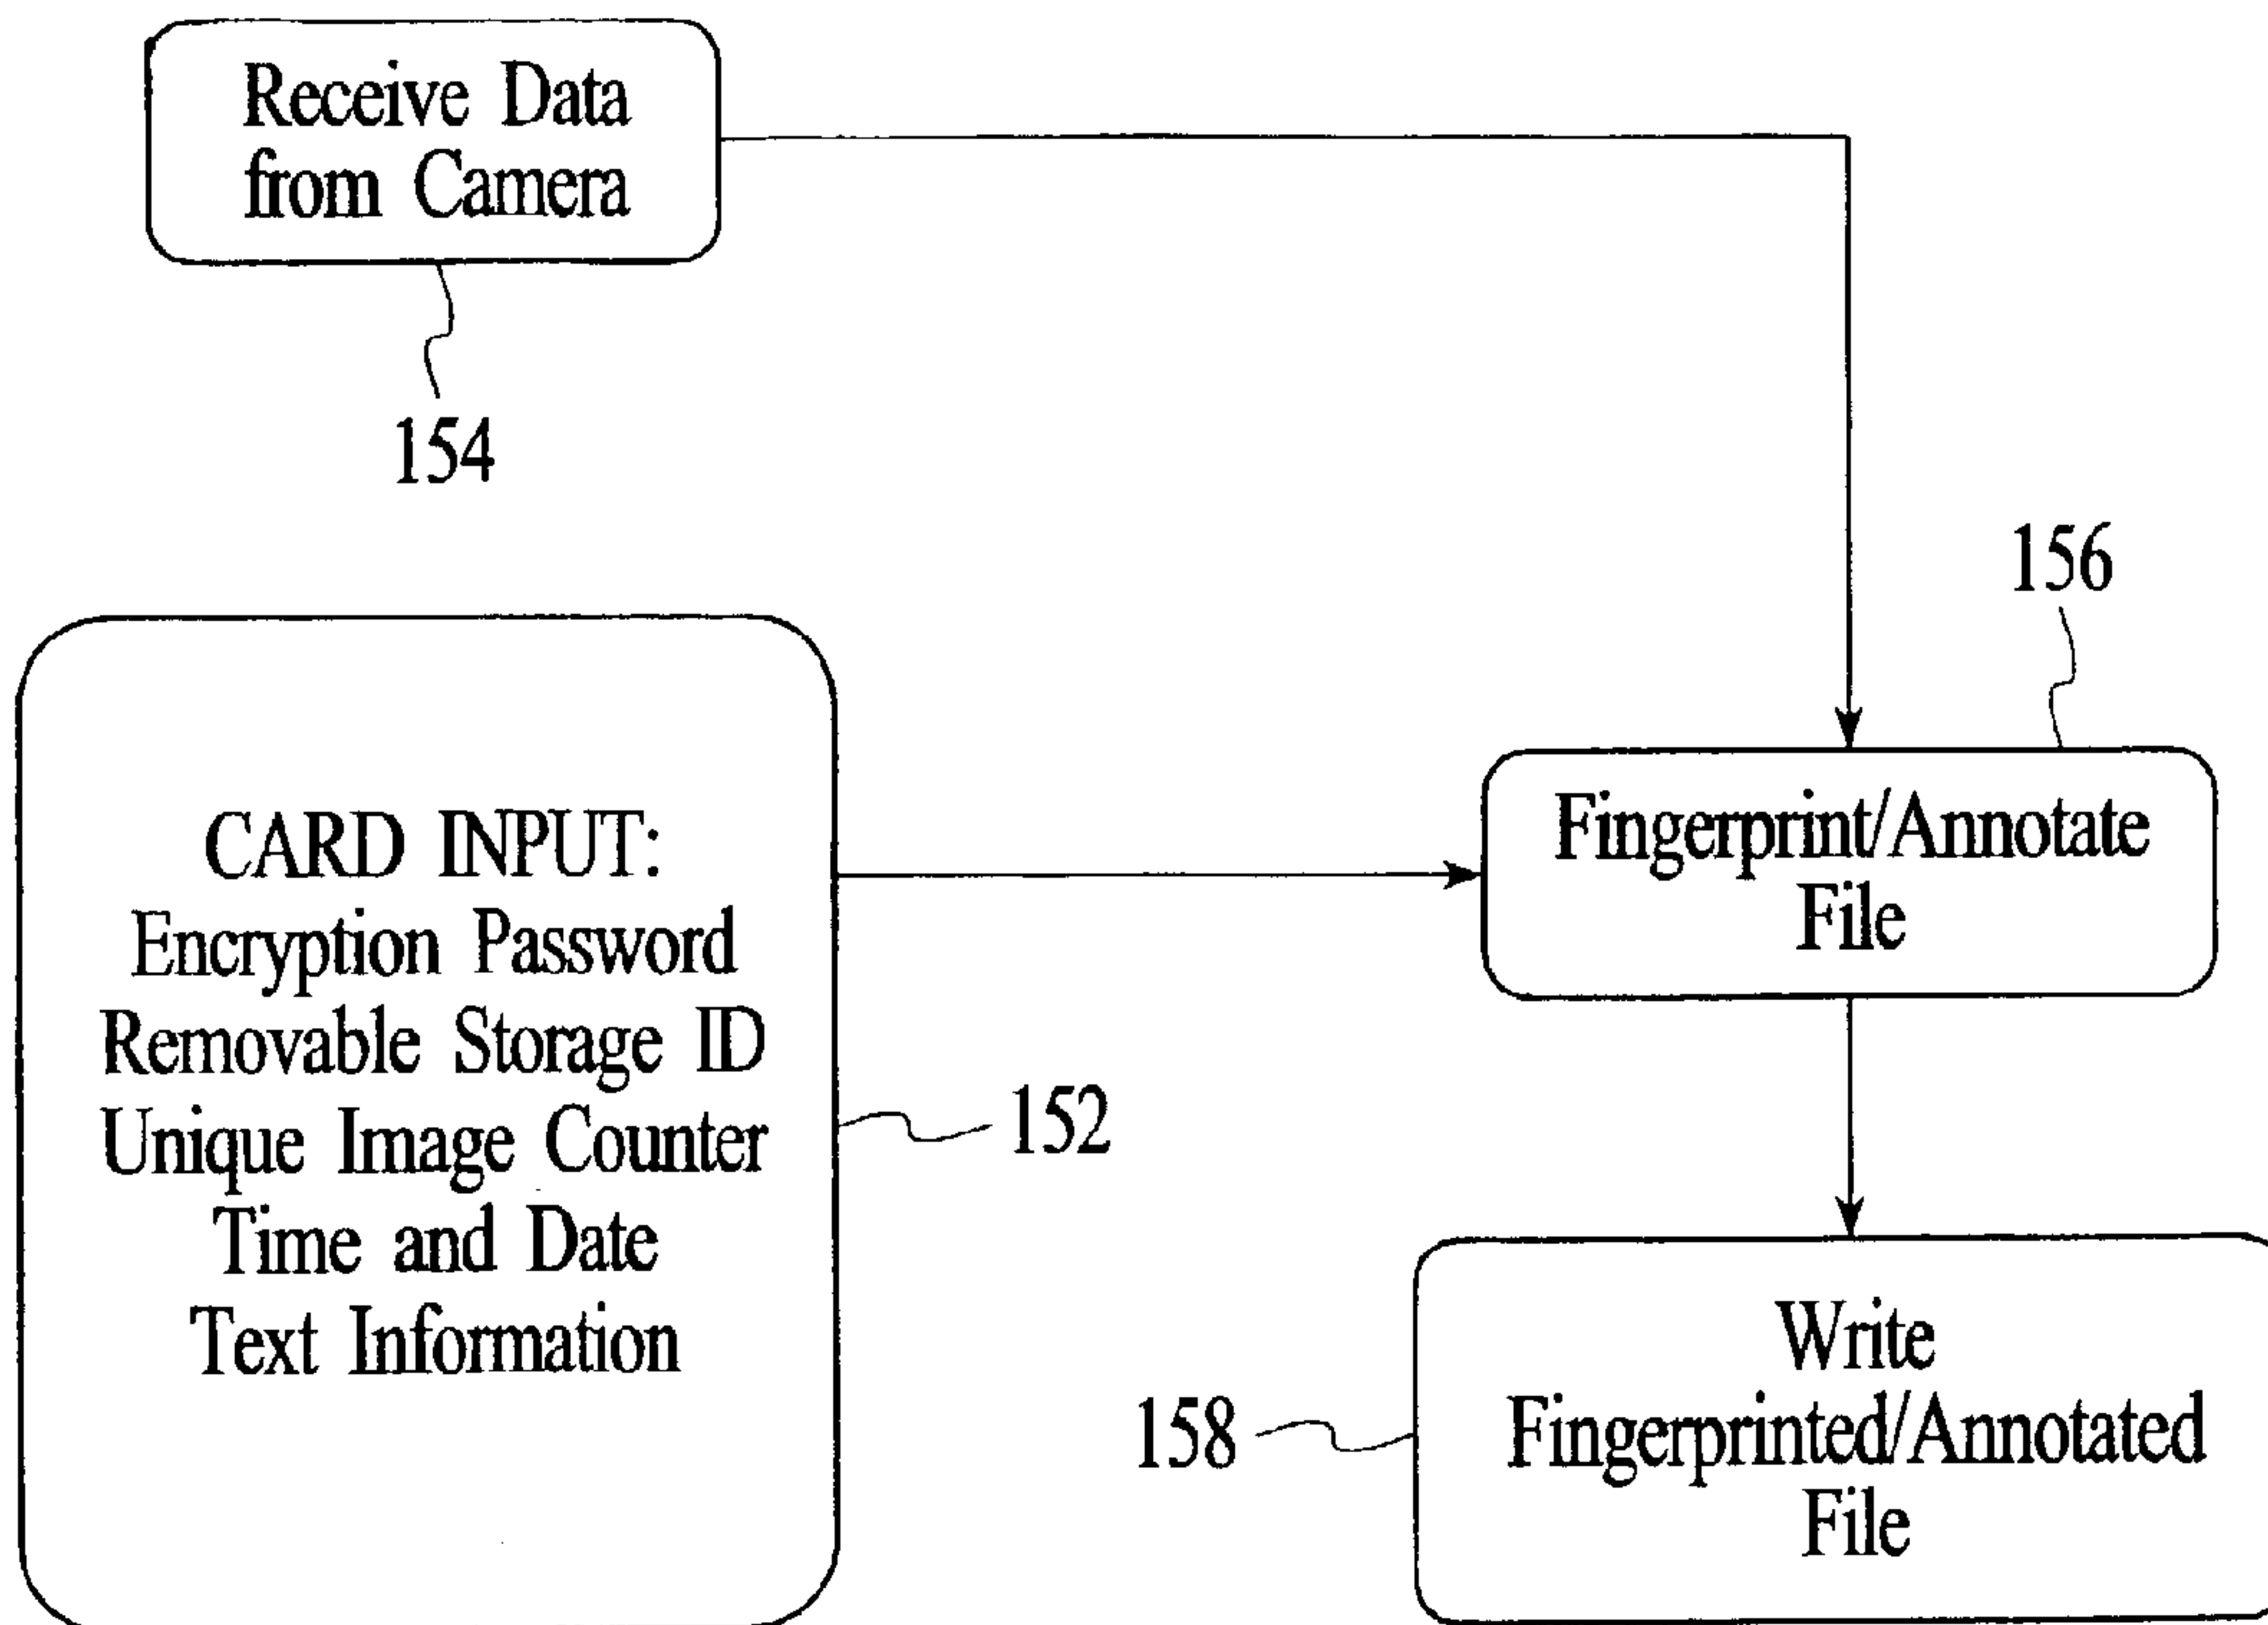 Receive Data
from Camera
154
156
CARD INPUT:
Encryption Password
Removable Storage ID
Unique Image Counter
Time and Date
Text Information
152
Fingerprint/Annotate
File
158
Write
Fingerprinted/Annotated
File